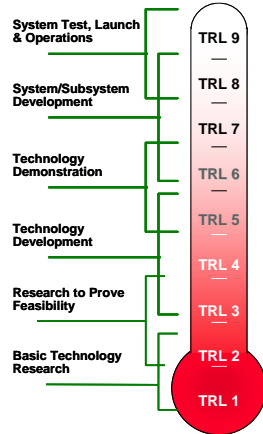 System Test, Launch
& Operations
System/Subsystem
Development
Technology
Demonstration
Technology
Development
Research to Prove
Feasibility
Basic Technology
Research
TRL 9
TRL 8
TRL 7
TRL 6
TRL 5
TRL 4
TRL 3
TRL 2
TRL 1